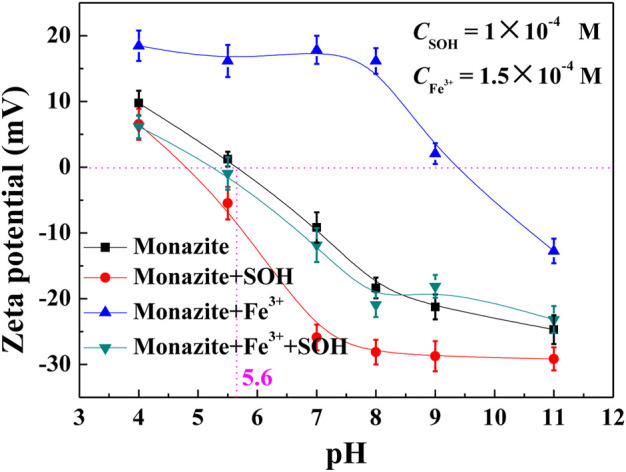 C_SOH = 1×10⁻⁴ M
C_Fe³⁺ = 1.5×10⁻⁴ M
Zeta potential (mV)
20
10
0
-10
-20
-30
Monazite
Monazite+SOH
Monazite+Fe³⁺
Monazite+Fe³⁺+SOH
5.6
3 4 5 6 7 8 9 10 11 12
pH